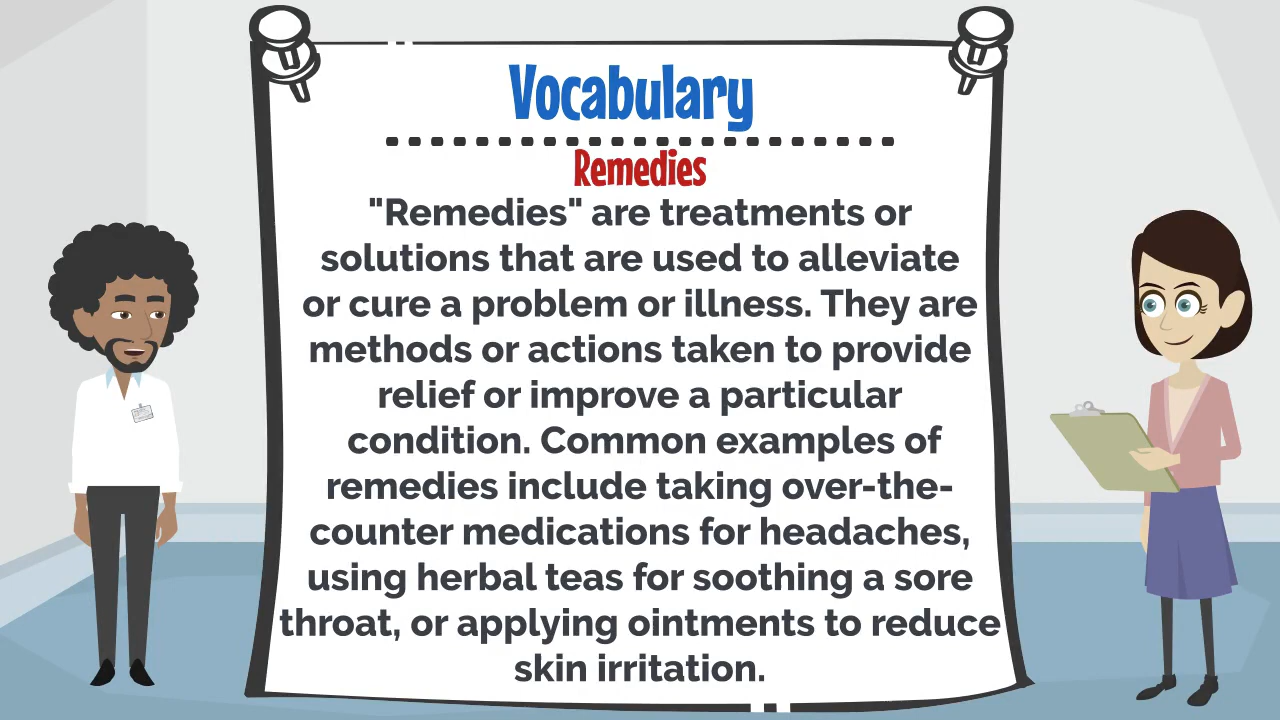 Vocabulary
Remedies
"Remedies" are treatments or
solutions that are used to alleviate
or cure a problem or illness. They are
methods or actions taken to provide
relief or improve a particular
condition. Common examples of
remedies include taking over-the-
counter medications for headaches,
using herbal teas for soothing a sore
throat, or applying ointments to reduce
skin irritation.